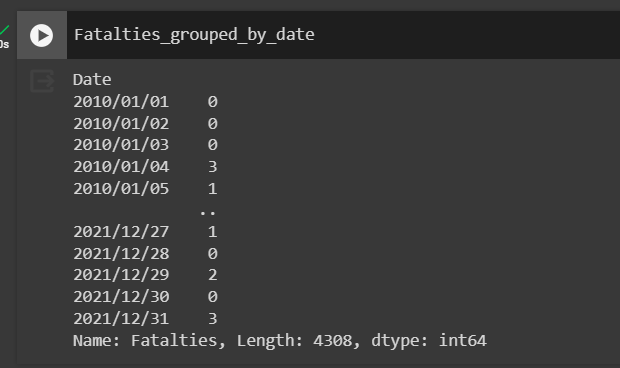 Fatalties_grouped_by_date
0s
Date
2010/01/01    0
2010/01/02    0
2010/01/03    0
2010/01/04    3
2010/01/05    1
..
2021/12/27    1
2021/12/28    0
2021/12/29    2
2021/12/30    0
2021/12/31    3
Name: Fatalties, Length: 4308, dtype: int64